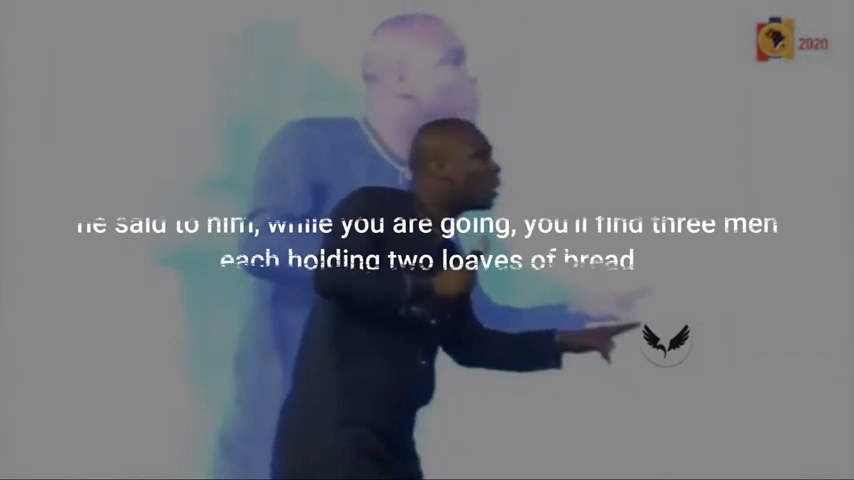 2020
he said to him, while you are going, you'll find three men
each holding two loaves of bread